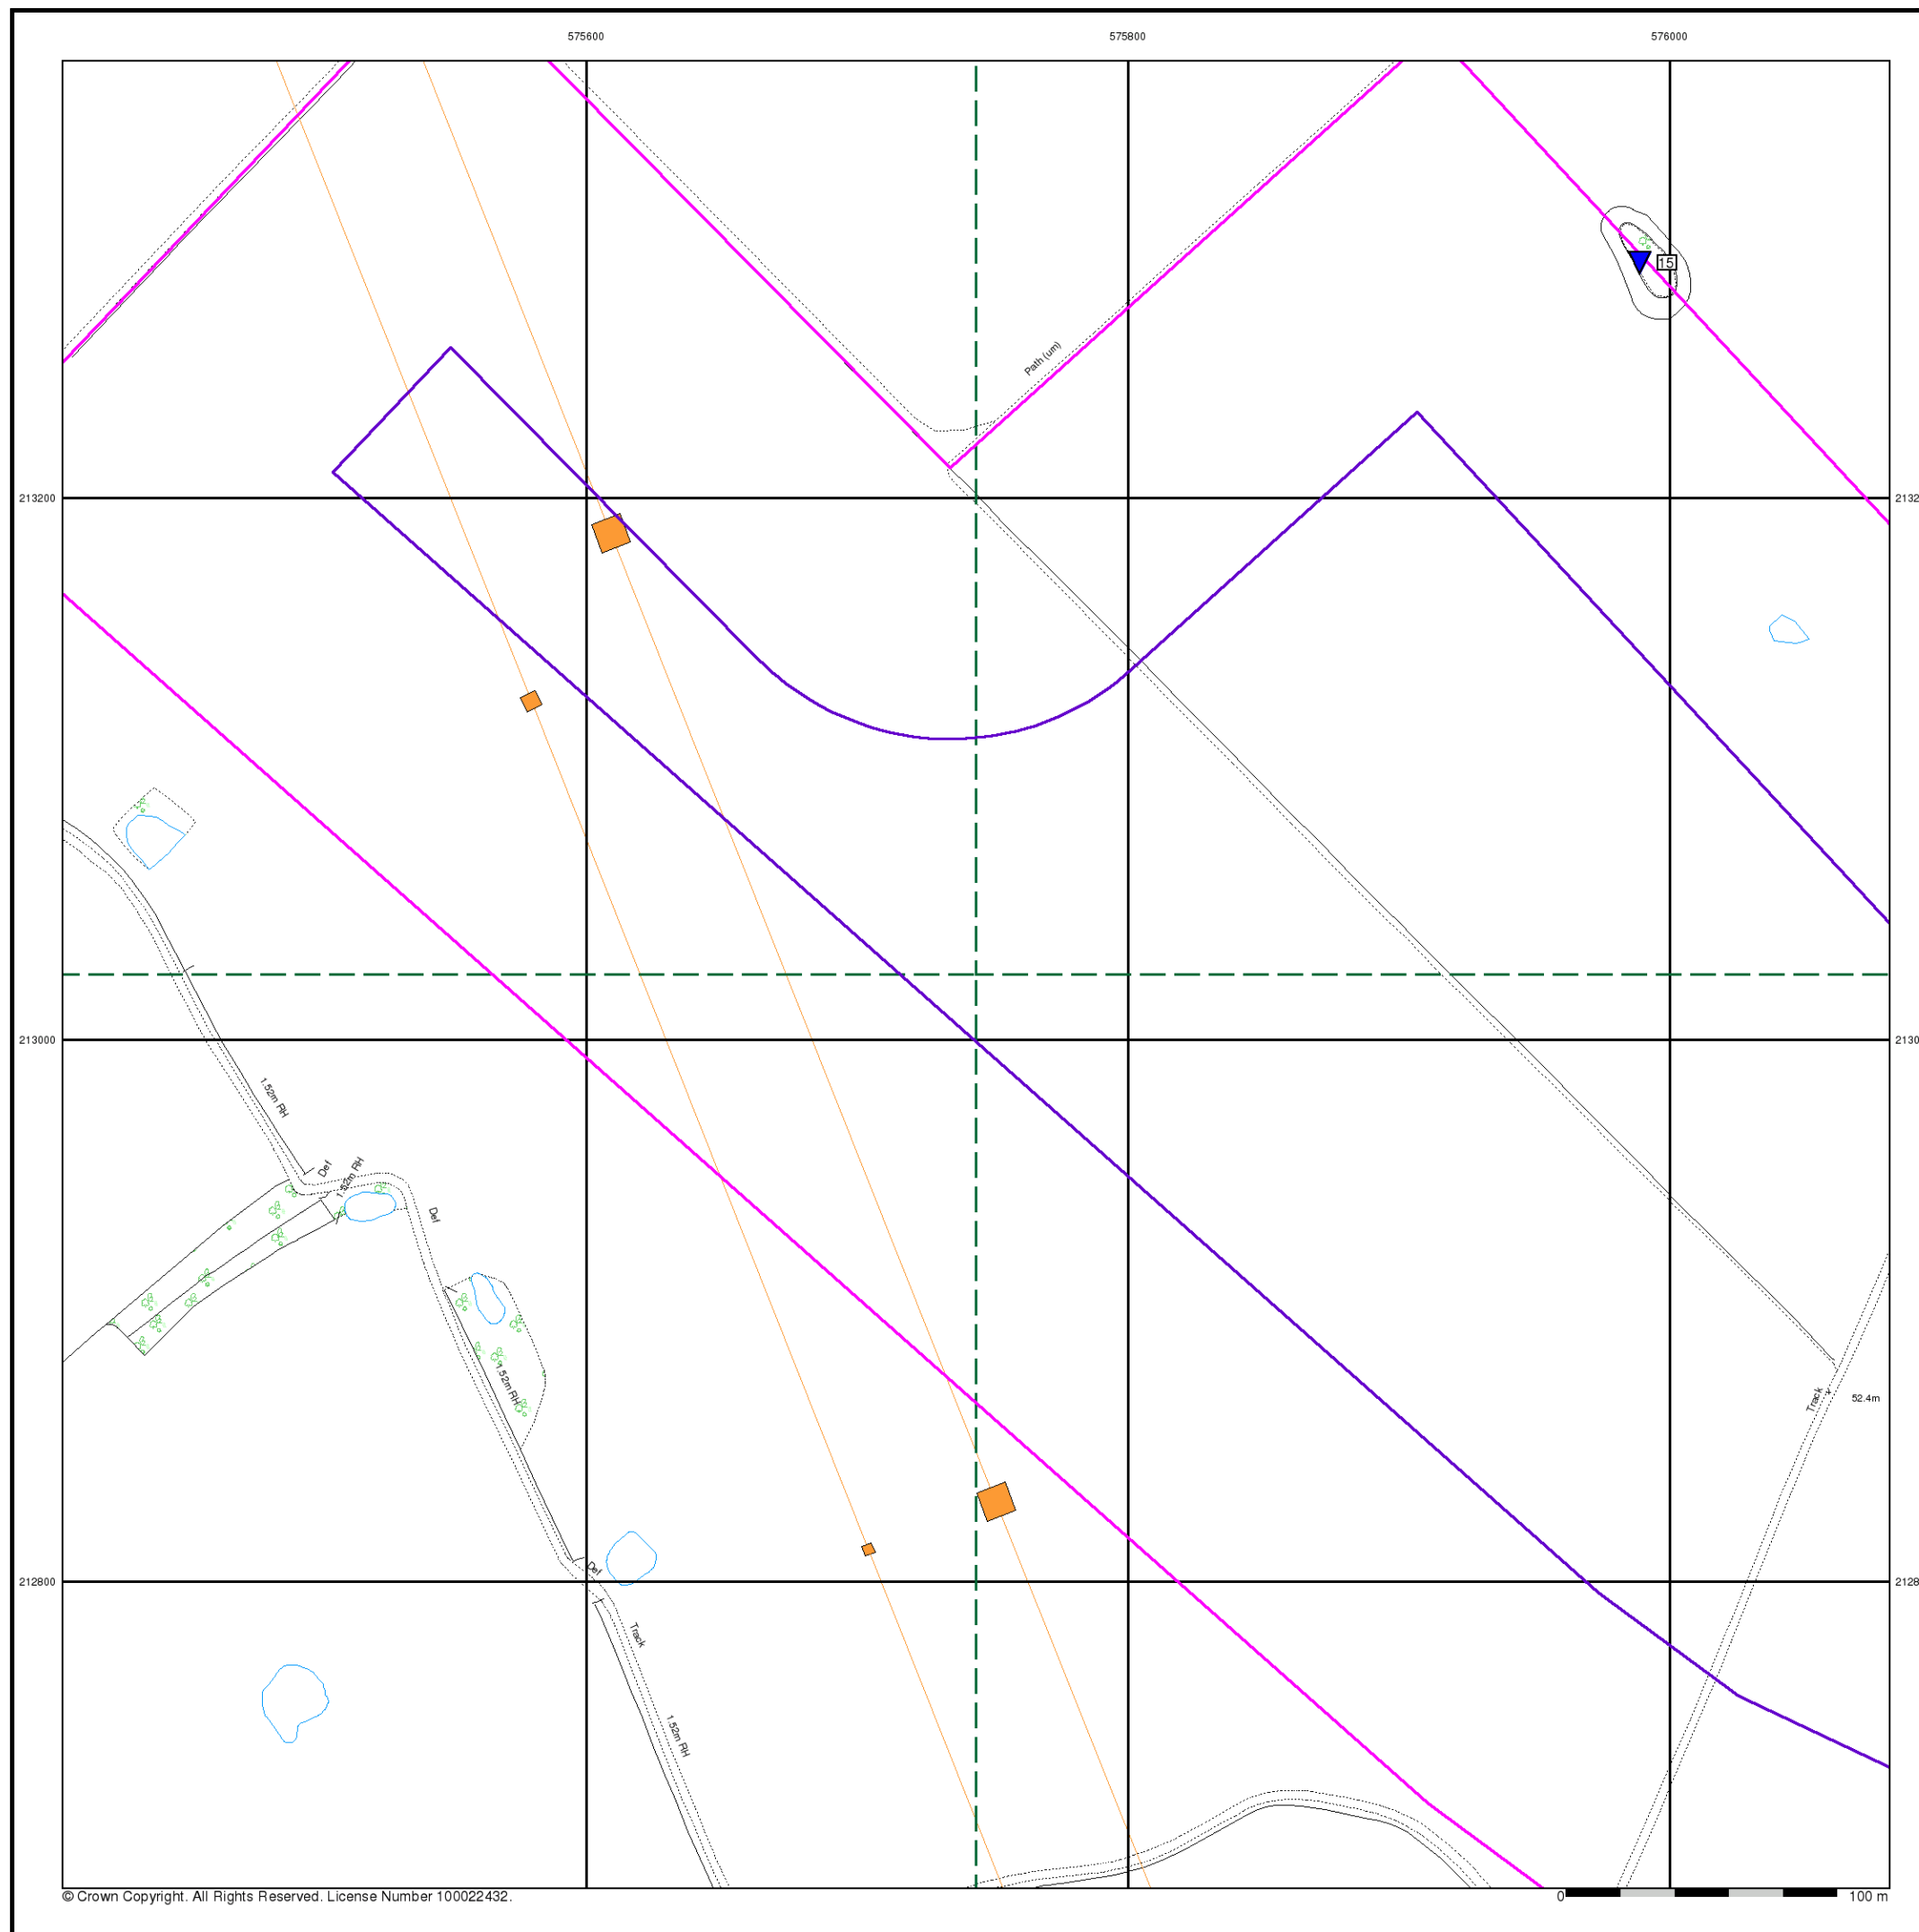 575600
575800
576000
15
Path (um)
213200
2132
213000
2130
1.52m RH
Def
1.52m RH
Def
1.52m RH
Track
52.4m
212800
2128
Def
Track
1.52m RH
© Crown Copyright. All Rights Reserved. License Number 100022432.
0
100 m